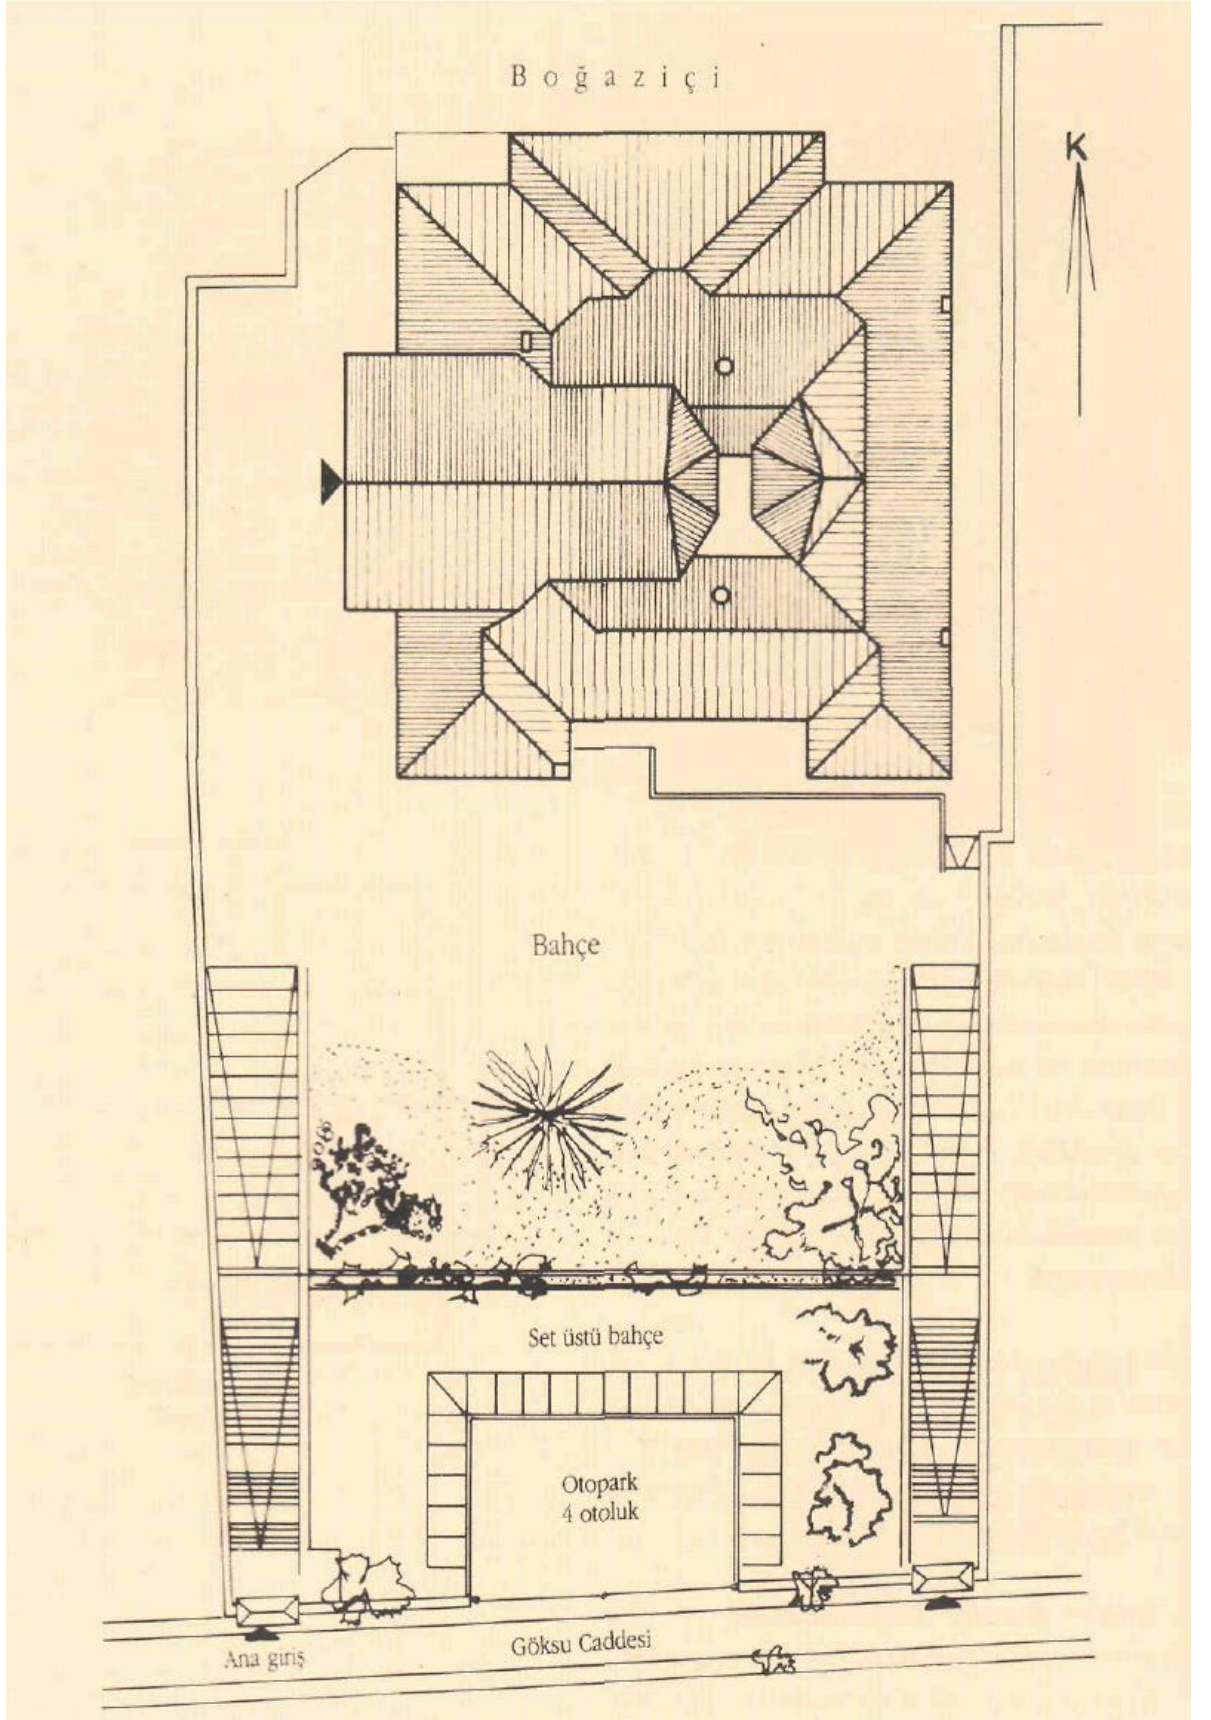 Boğaziçi
K
Bahçe
Set üstü bahçe
Otopark
4 otoluk
Göksu Caddesi
Ana giriş